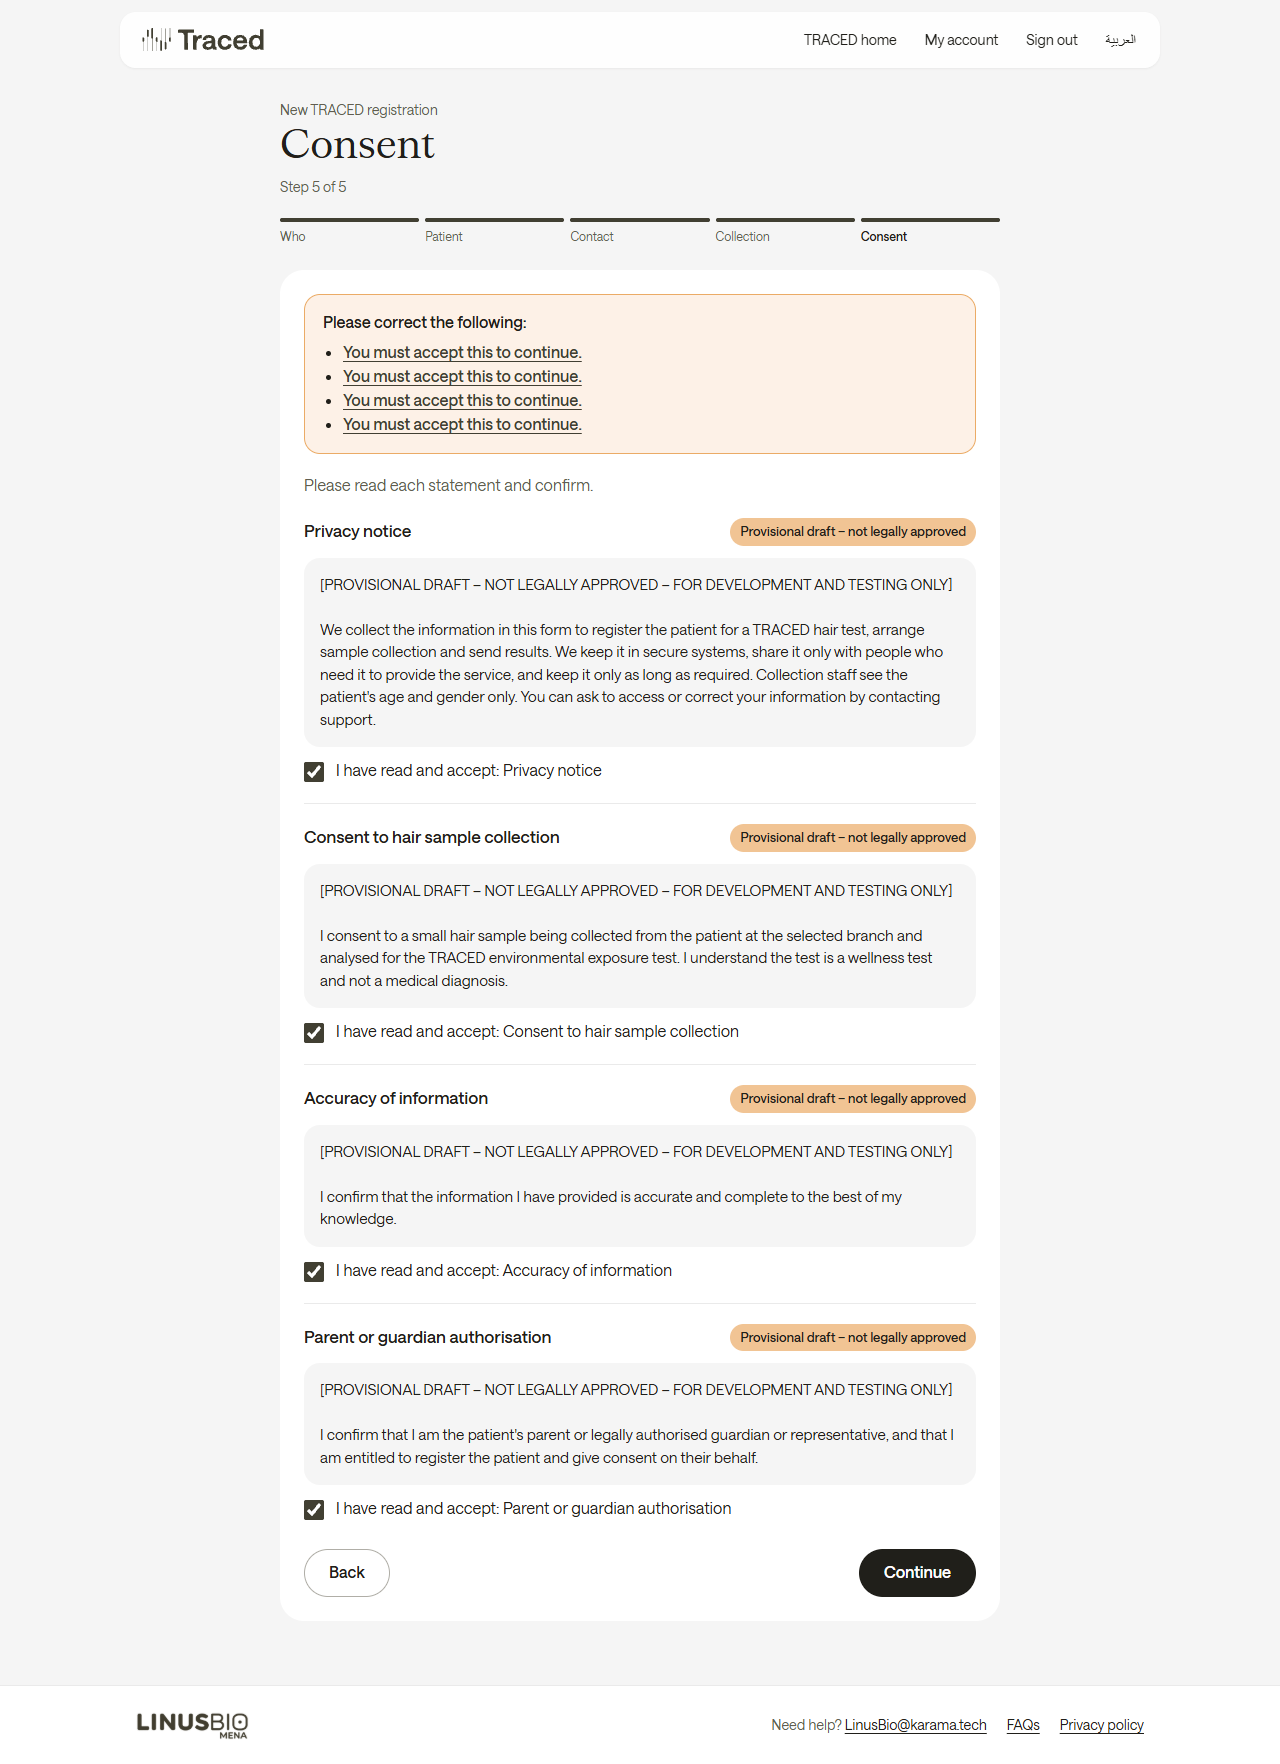 Traced
TRACED home
My account
Sign out
العربية
New TRACED registration
Consent
Step 5 of 5
Who
Patient
Contact
Collection
Consent
Please correct the following:
You must accept this to continue.
You must accept this to continue.
You must accept this to continue.
You must accept this to continue.
Please read each statement and confirm.
Privacy notice
Provisional draft – not legally approved
[PROVISIONAL DRAFT – NOT LEGALLY APPROVED – FOR DEVELOPMENT AND TESTING ONLY]
We collect the information in this form to register the patient for a TRACED hair test, arrange
sample collection and send results. We keep it in secure systems, share it only with people who
need it to provide the service, and keep it only as long as required. Collection staff see the
patient's age and gender only. You can ask to access or correct your information by contacting
support.
I have read and accept: Privacy notice
Consent to hair sample collection
Provisional draft – not legally approved
[PROVISIONAL DRAFT – NOT LEGALLY APPROVED – FOR DEVELOPMENT AND TESTING ONLY]
I consent to a small hair sample being collected from the patient at the selected branch and
analysed for the TRACED environmental exposure test. I understand the test is a wellness test
and not a medical diagnosis.
I have read and accept: Consent to hair sample collection
Accuracy of information
Provisional draft – not legally approved
[PROVISIONAL DRAFT – NOT LEGALLY APPROVED – FOR DEVELOPMENT AND TESTING ONLY]
I confirm that the information I have provided is accurate and complete to the best of my
knowledge.
I have read and accept: Accuracy of information
Parent or guardian authorisation
Provisional draft – not legally approved
[PROVISIONAL DRAFT – NOT LEGALLY APPROVED – FOR DEVELOPMENT AND TESTING ONLY]
I confirm that I am the patient's parent or legally authorised guardian or representative, and that I
am entitled to register the patient and give consent on their behalf.
I have read and accept: Parent or guardian authorisation
Back
Continue
LINUSBIO
MENA
Need help? LinusBio@karama.tech
FAQs
Privacy policy